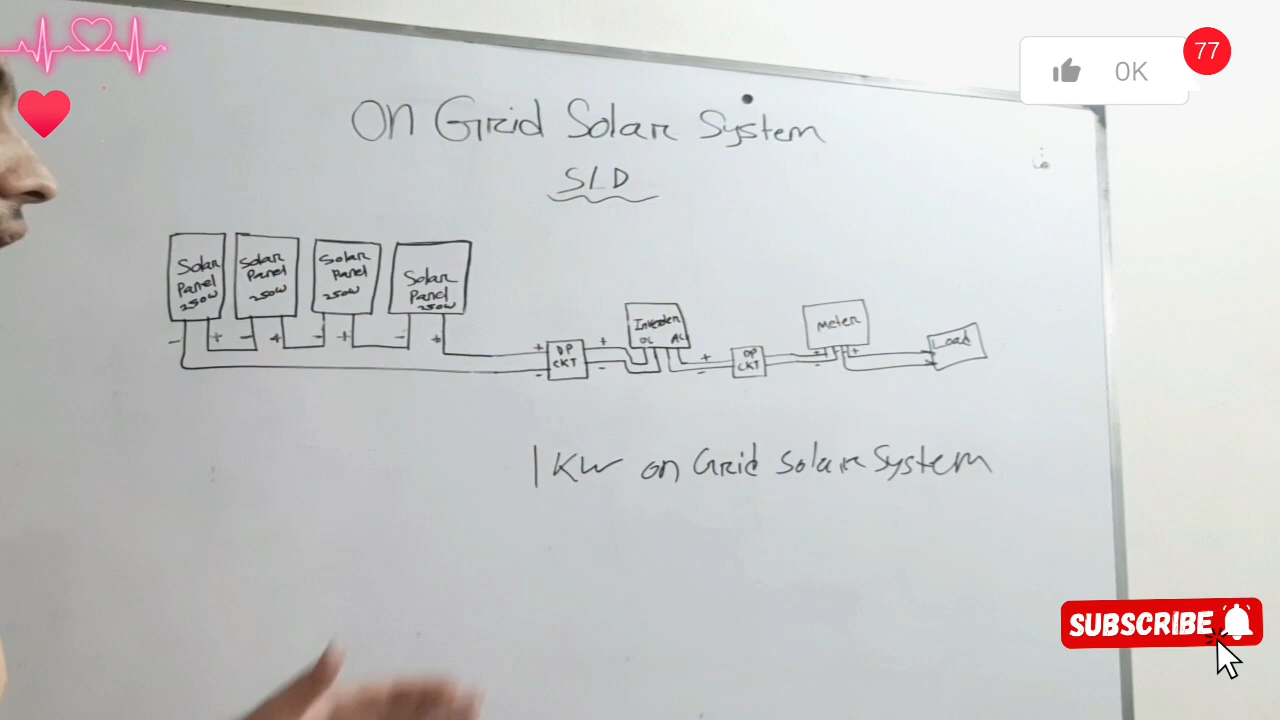 77
0K
On Grid Solar System
SLD
Solar Panel 250W
Solar Panel 250W
Solar Panel 250W
Solar Panel 250W
- + - + - + - +
+ DP CKT + Inverter DC AC + DP CKT Meter + Load
- - - -
1 KW on Grid Solar System
SUBSCRIBE